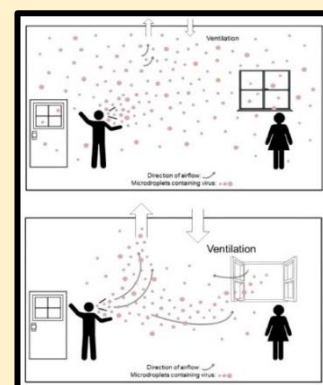 Ventilation
Direction of airflow:
Microdroplets containing virus:
Ventilation
Direction of airflow:
Microdroplets containing virus: